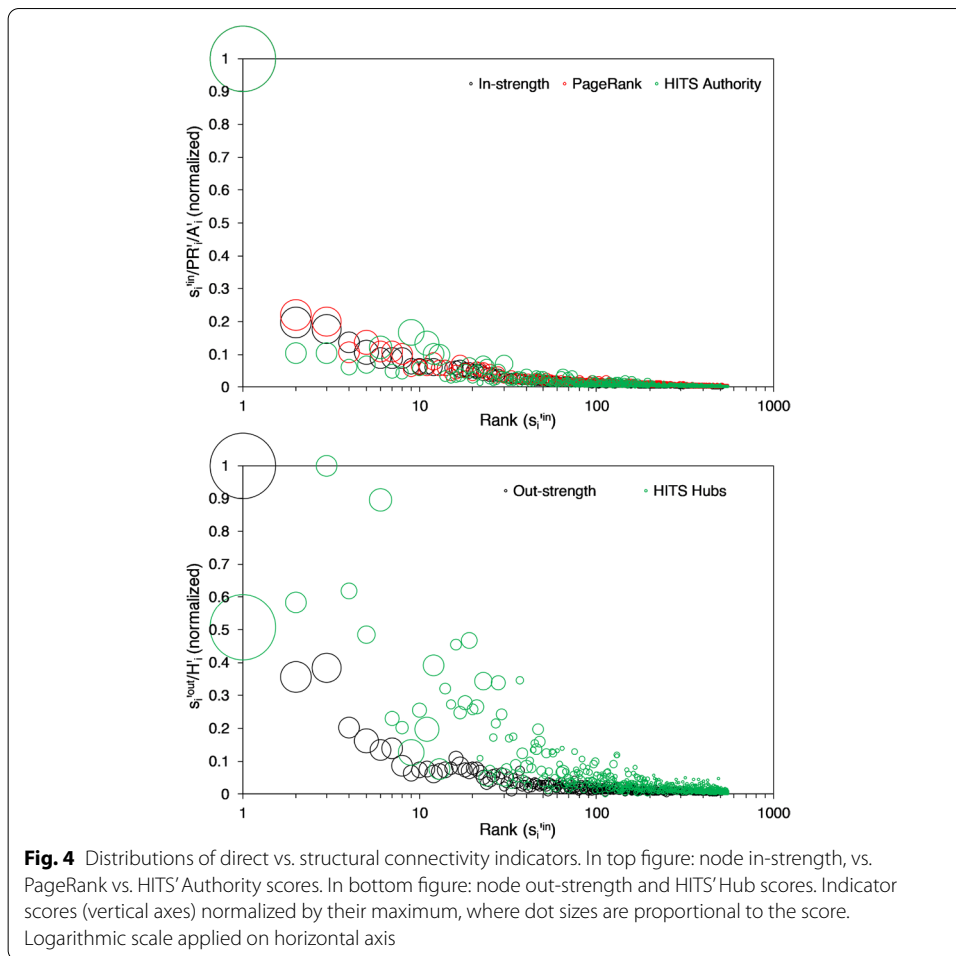 In-strength PageRank HITS Authority
s_i'^in/PR'_i/A'_i (normalized)
1
0.9
0.8
0.7
0.6
0.5
0.4
0.3
0.2
0.1
0
1 10 100 1000
Rank (s_i'^in)
Out-strength HITS Hubs
s_i'^out/H'_i (normalized)
1
0.9
0.8
0.7
0.6
0.5
0.4
0.3
0.2
0.1
0
1 10 100 1000
Rank (s_i'^in)
Fig. 4 Distributions of direct vs. structural connectivity indicators. In top figure: node in-strength, vs.
PageRank vs. HITS' Authority scores. In bottom figure: node out-strength and HITS' Hub scores. Indicator
scores (vertical axes) normalized by their maximum, where dot sizes are proportional to the score.
Logarithmic scale applied on horizontal axis